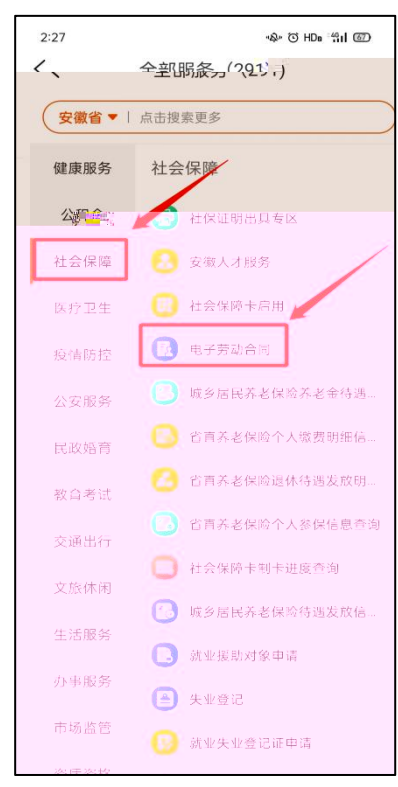 2:27
全部服务(291)
安徽省 点击搜索更多
健康服务
社会保障
医疗卫生
疫情防控
公安服务
民政婚育
教育考试
交通出行
文旅休闲
生活服务
办事服务
市场监管
社会保障
社保证明出具专区
安徽人才服务
社会保障卡启用
电子劳动合同
城乡居民养老保险养老金待遇...
省直养老保险个人缴费明细信...
省直养老保险退休待遇发放明...
省直养老保险个人参保信息查询
社会保障卡制卡进度查询
城乡居民养老保险待遇发放信...
就业援助对象申请
失业登记
就业失业登记证申请